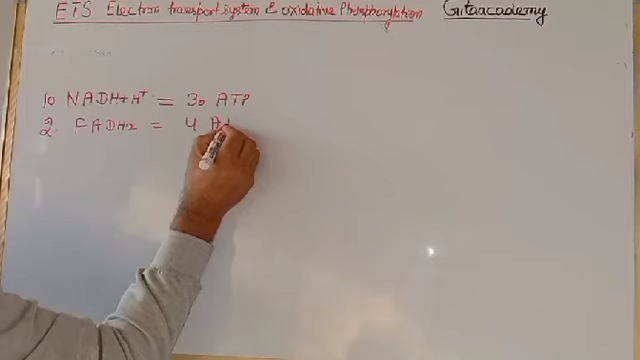 ETS Electron transport system & oxidative Phosphorylation Gitaacademy
10 NADH+H+ = 30 ATP
2 FADH2 = 4 A